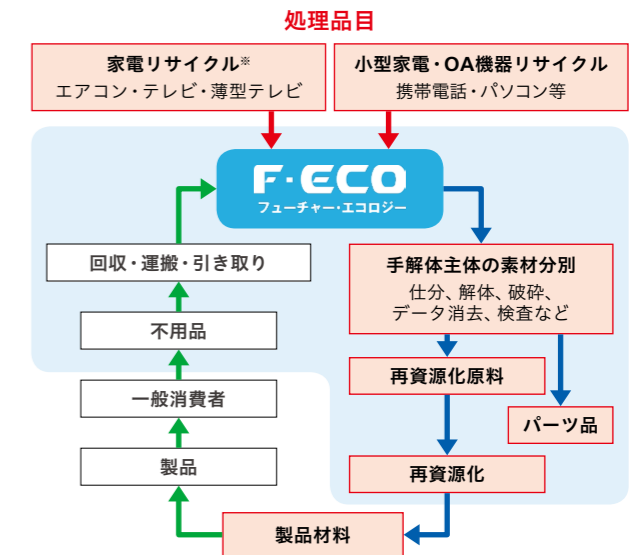 処理品目
家電リサイクル※
エアコン・テレビ・薄型テレビ
小型家電・OA機器リサイクル
携帯電話・パソコン等
F・ECO
フューチャー・エコロジー
回収・運搬・引き取り
不用品
一般消費者
製品
手解体主体の素材分別
仕分、解体、破砕、
データ消去、検査など
再資源化原料
パーツ品
再資源化
製品材料